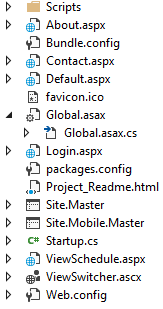 Scripts
About.aspx
Bundle.config
Contact.aspx
Default.aspx
favicon.ico
Global.asax
Global.asax.cs
Login.aspx
packages.config
Project_Readme.html
Site.Master
Site.Mobile.Master
Startup.cs
ViewSchedule.aspx
ViewSwitcher.ascx
Web.config